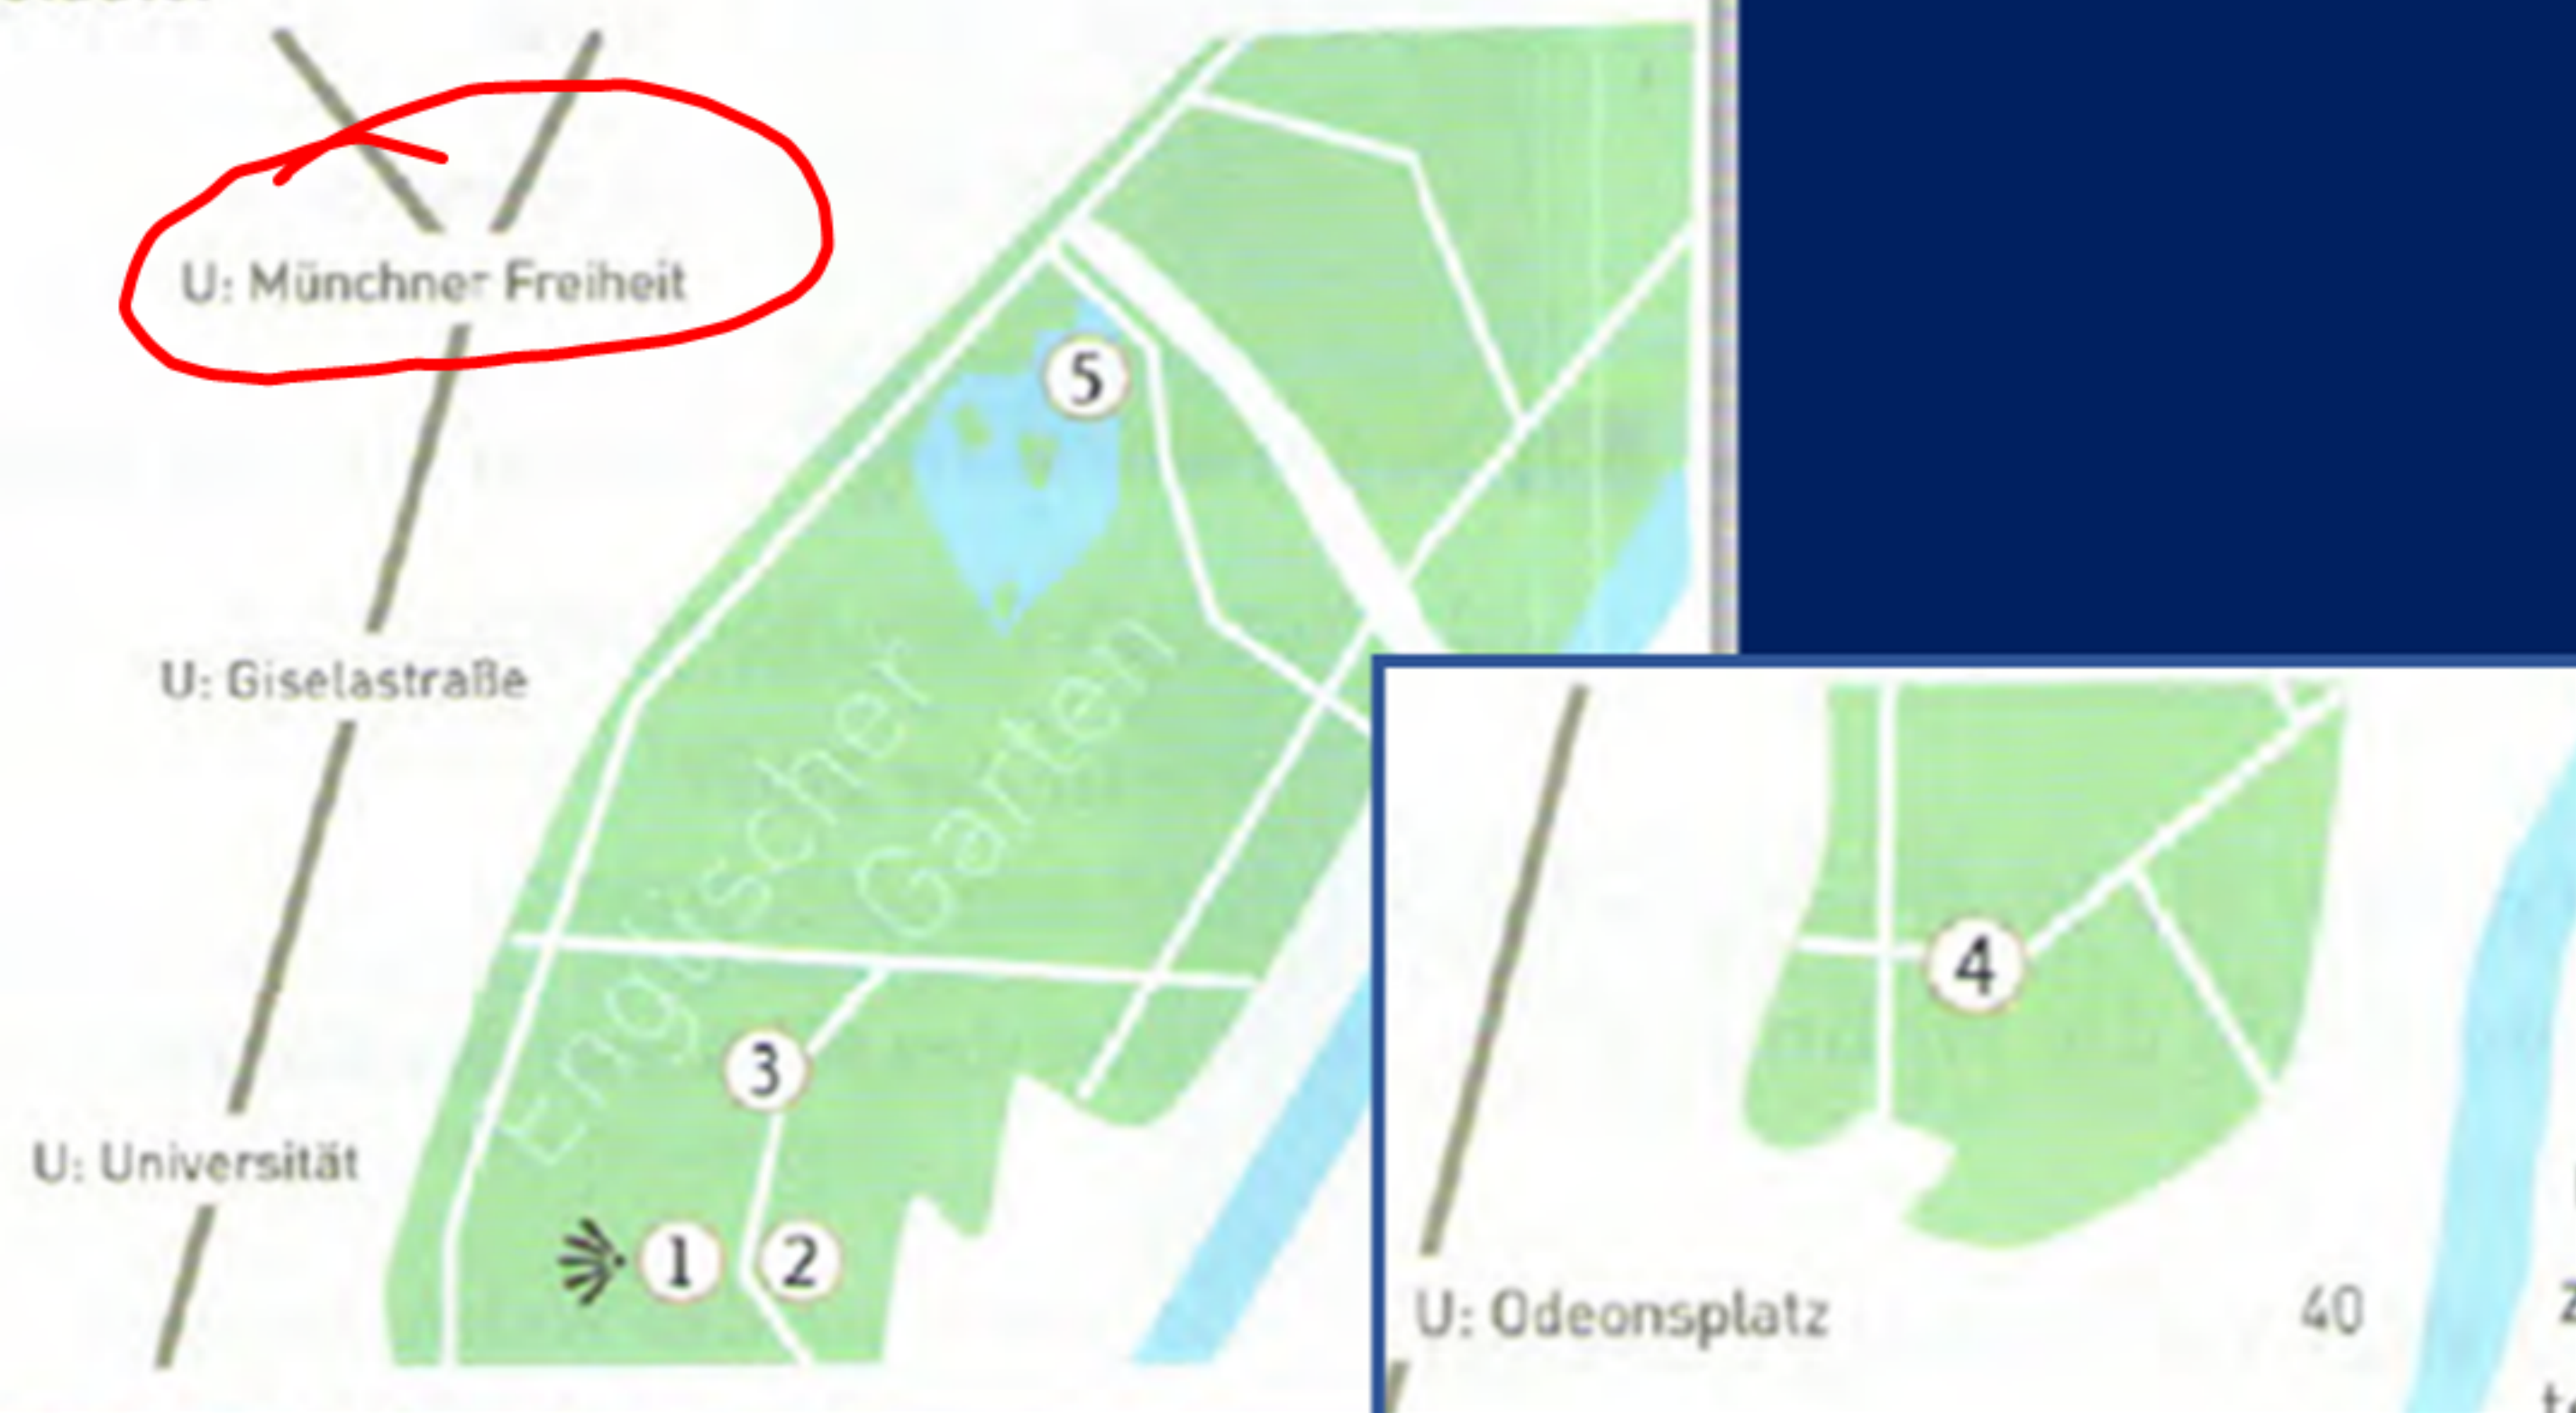 U: Münchner Freiheit
5
U: Giselastraße
Englischer
Garten
3
U: Universität
1
2
4
U: Odeonsplatz
40